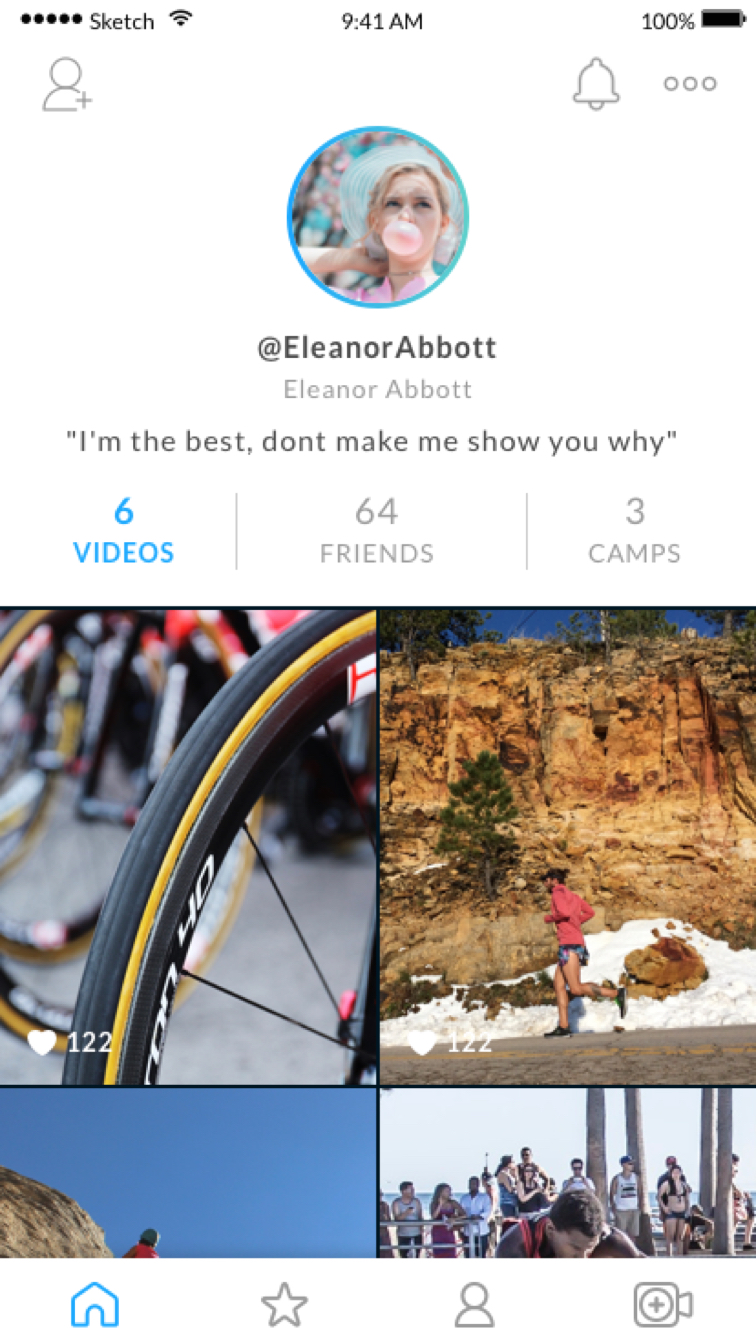 Sketch 9:41 AM 100%
@EleanorAbbott
Eleanor Abbott
"I'm the best, dont make me show you why"
6 64 3
VIDEOS FRIENDS CAMPS
122 122